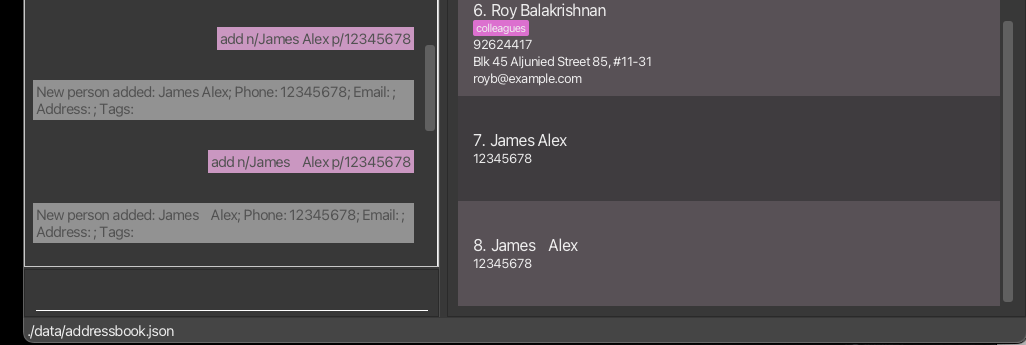 add n/James Alex p/12345678
New person added: James Alex; Phone: 12345678; Email: ;
Address: ; Tags:
add n/James    Alex p/12345678
New person added: James    Alex; Phone: 12345678; Email: ;
Address: ; Tags:
6. Roy Balakrishnan
colleagues
92624417
Blk 45 Aljunied Street 85, #11-31
royb@example.com
7. James Alex
12345678
8. James    Alex
12345678
./data/addressbook.json